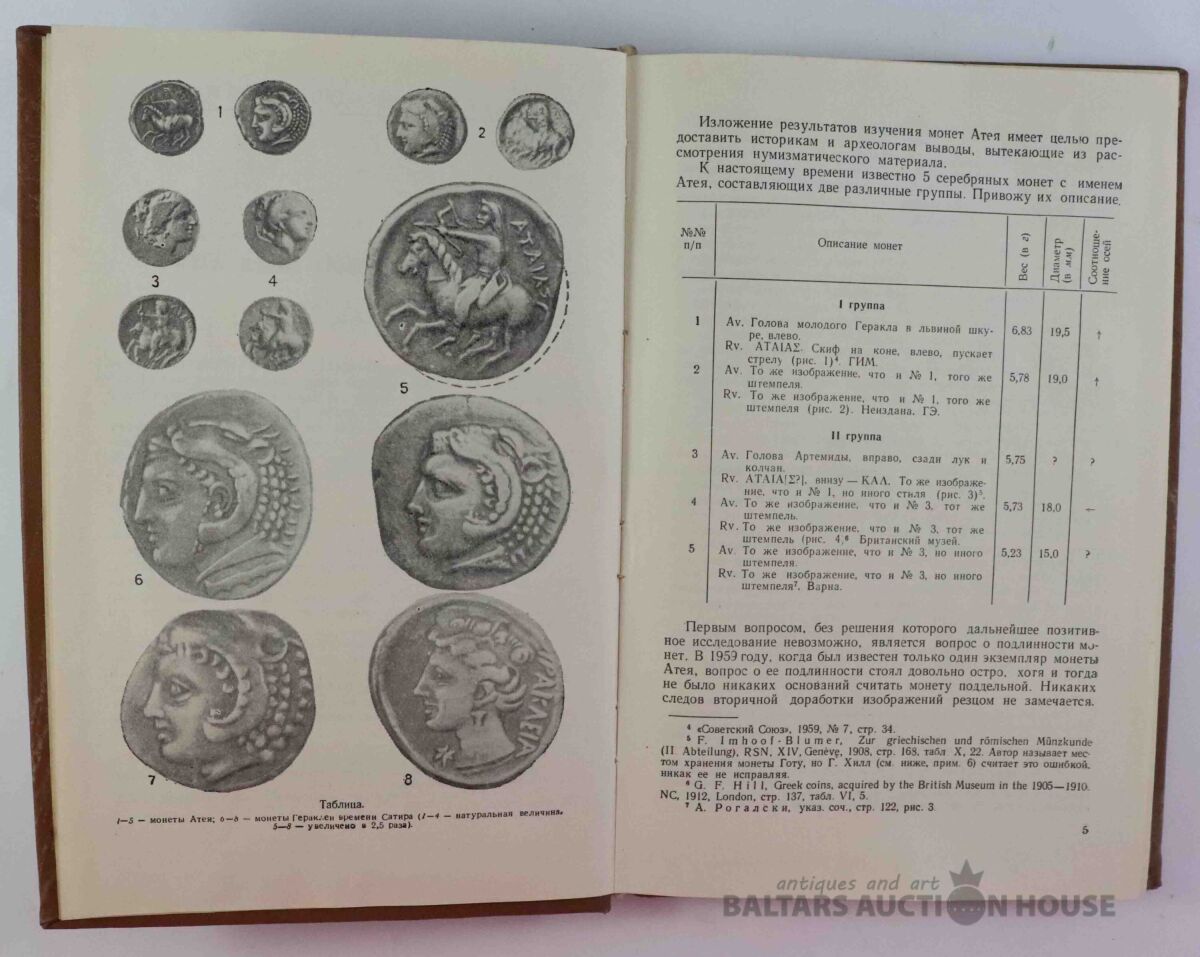 1
2
3
4
5
6
7
8
ΑΤΑΙΑΣ
ΗΡΑΚΛΕΙΑ
Таблица.
1—5 — монеты Атея; 6—8 — монеты Гераклеи времени Сатира (1—4 — натуральная величина,
5—8 — увеличено в 2,5 раза).
Изложение результатов изучения монет Атея имеет целью пре-
доставить историкам и археологам выводы, вытекающие из рас-
смотрения нумизматического материала.
К настоящему времени известно 5 серебряных монет с именем
Атея, составляющих две различные группы. Привожу их описание.
№№
п/п
Описание монет
Вес (в г)
Диаметр
(в мм)
Соотноше-
ние осей
I группа
1 Av. Голова молодого Геракла в львиной шку- 6,83 19,5 ↑
ре, влево.
Rv. ΑΤΑΙΑΣ. Скиф на коне, влево, пускает
стрелу (рис. 1)⁴. ГИМ.
2 Av. То же изображение, что и № 1, того же 5,78 19,0 ↑
штемпеля.
Rv. То же изображение, что и № 1, того же
штемпеля (рис. 2). Неиздана. ГЭ.
II группа
3 Av. Голова Артемиды, вправо, сзади лук и 5,75 ? ?
колчан.
Rv. ΑΤΑΙΑ[Σ?], внизу — ΚΑΛ. То же изображе-
ние, что и № 1, но иного стиля (рис. 3)⁵.
4 Av. То же изображение, что и № 3, тот же 5,73 18,0 ←
штемпель.
Rv. То же изображение, что и № 3, тот же
штемпель (рис. 4,⁶ Британский музей.
5 Av. То же изображение, что и № 3, но иного 5,23 15,0 ?
штемпеля.
Rv. То же изображение, что и № 3, но иного
штемпеля⁷. Варна.
Первым вопросом, без решения которого дальнейшее позитив-
ное исследование невозможно, является вопрос о подлинности мо-
нет. В 1959 году, когда был известен только один экземпляр монеты
Атея, вопрос о ее подлинности стоял довольно остро, хотя и тогда
не было никаких оснований считать монету поддельной. Никаких
следов вторичной доработки изображений резцом не замечается.
⁴ «Советский Союз», 1959, № 7, стр. 34.
⁵ F. Imhoof-Blumer, Zur griechischen und römischen Münzkunde
(II. Abteilung), RSN, XIV, Genève, 1908, стр. 168, табл X, 22. Автор называет мес-
том хранения монеты Готу, но Г. Хилл (см. ниже, прим. 6) считает это ошибкой,
никак ее не исправляя.
⁶ G. F. Hill, Greek coins, acquired by the British Museum in the 1905—1910.
NC, 1912, London, стр. 137, табл. VI, 5.
⁷ А. Рогалски, указ. соч., стр. 122, рис. 3
5
antiques and art
BALTARS AUCTION HOUSE